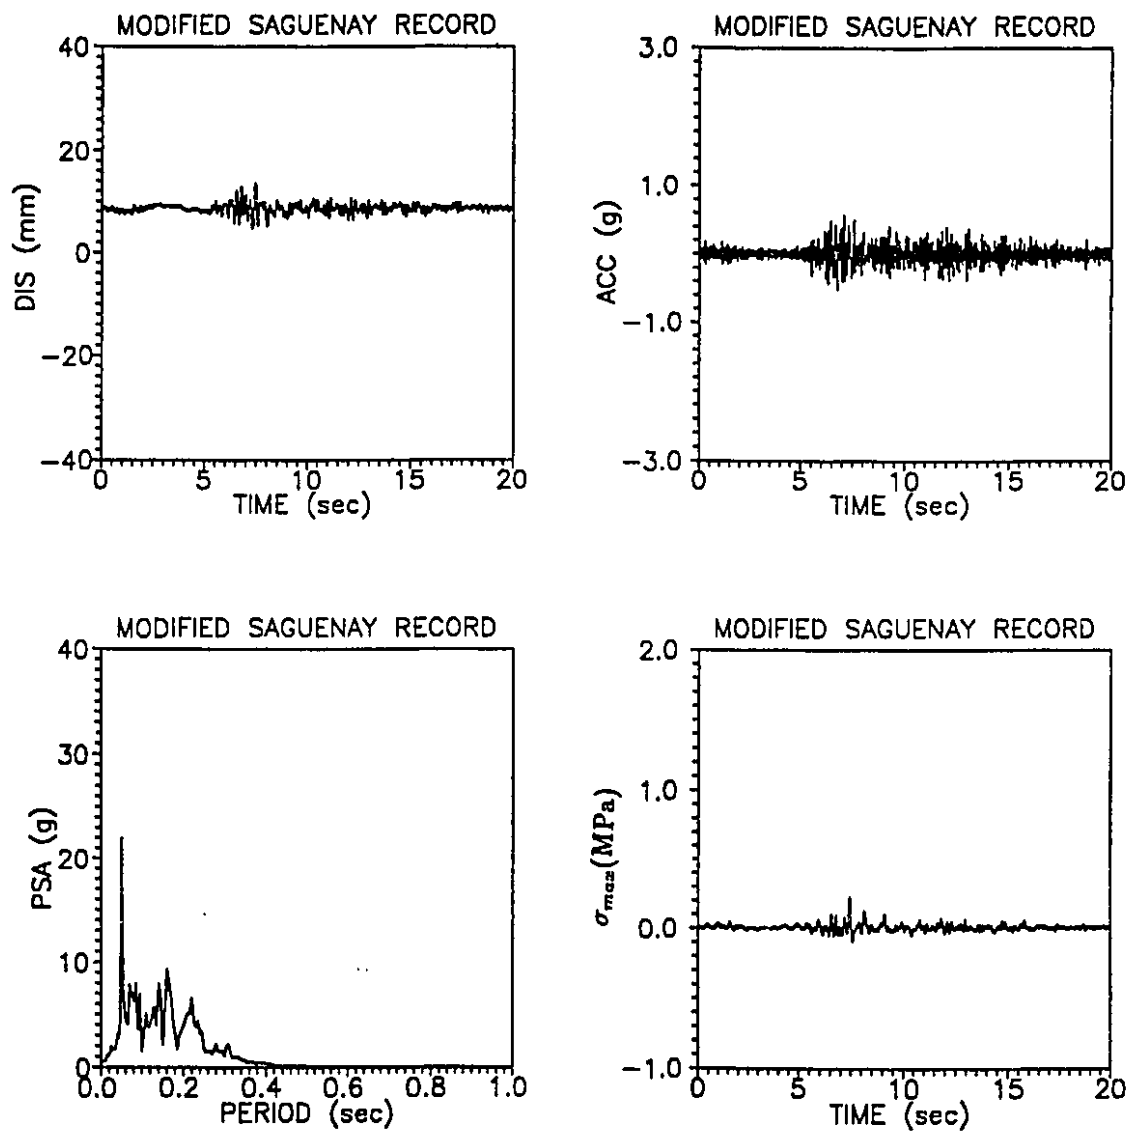 MODIFIED SAGUENAY RECORD
40
20
0
−20
−40
DIS (mm)
0 5 10 15 20
TIME (sec)
MODIFIED SAGUENAY RECORD
3.0
1.0
−1.0
−3.0
ACC (g)
0 5 10 15 20
TIME (sec)
MODIFIED SAGUENAY RECORD
40
30
20
10
0
PSA (g)
0.0 0.2 0.4 0.6 0.8 1.0
PERIOD (sec)
MODIFIED SAGUENAY RECORD
2.0
1.0
0.0
−1.0
σmax(MPa)
0 5 10 15 20
TIME (sec)